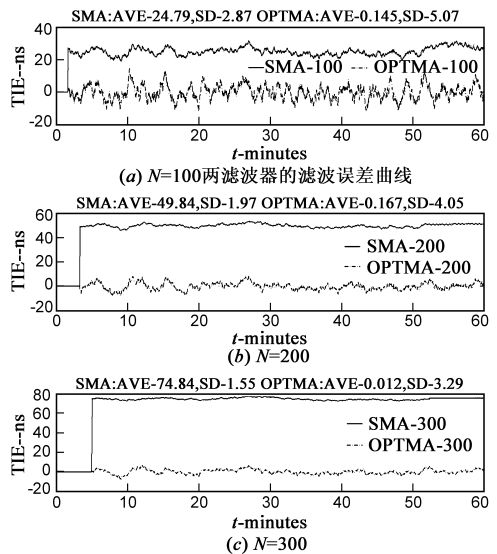 SMA:AVE-24.79,SD-2.87 OPTMA:AVE-0.145,SD-5.07
40
20
0
-20
TIE--ns
SMA-100 OPTMA-100
0 10 20 30 40 50 60
t-minutes
(a) N=100两滤波器的滤波误差曲线
SMA:AVE-49.84,SD-1.97 OPTMA:AVE-0.167,SD-4.05
60
40
20
0
-20
TIE--ns
SMA-200
OPTMA-200
0 10 20 30 40 50 60
t-minutes
(b) N=200
SMA:AVE-74.84,SD-1.55 OPTMA:AVE-0.012,SD-3.29
80
60
40
20
0
-20
TIE--ns
SMA-300
OPTMA-300
0 10 20 30 40 50 60
t-minutes
(c) N=300